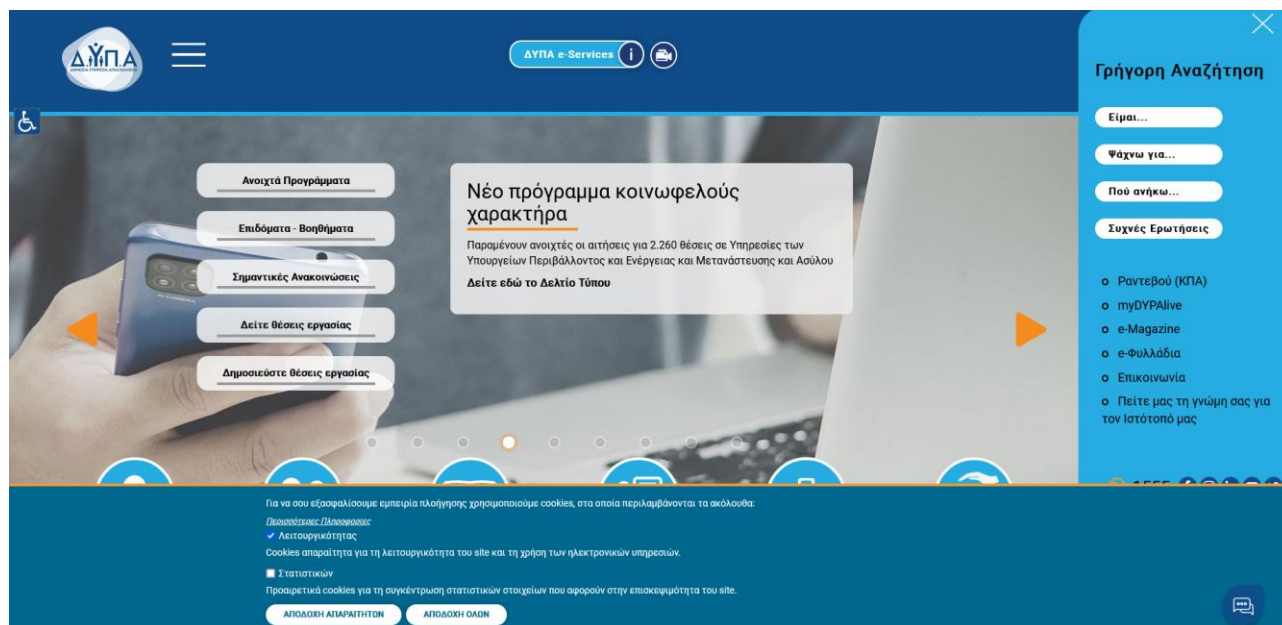 ΔΥΠΑ
ΔΗΜΟΣΙΑ ΥΠΗΡΕΣΙΑ ΑΠΑΣΧΟΛΗΣΗΣ
ΔΥΠΑ e-Services
i
Ανοιχτά Προγράμματα
Επιδόματα - Βοηθήματα
Σημαντικές Ανακοινώσεις
Δείτε θέσεις εργασίας
Δημοσιεύστε θέσεις εργασίας
Νέο πρόγραμμα κοινωφελούς
χαρακτήρα
Παραμένουν ανοιχτές οι αιτήσεις για 2.260 θέσεις σε Υπηρεσίες των
Υπουργείων Περιβάλλοντος και Ενέργειας και Μετανάστευσης και Ασύλου
Δείτε εδώ το Δελτίο Τύπου
AI CAMERA
Γρήγορη Αναζήτηση
Είμαι...
Ψάχνω για...
Πού ανήκω...
Συχνές Ερωτήσεις
Ραντεβού (ΚΠΑ)
myDYPAlive
e-Magazine
e-Φυλλάδια
Επικοινωνία
Πείτε μας τη γνώμη σας για
τον Ιστότοπό μας
Για να σου εξασφαλίσουμε εμπειρία πλοήγησης χρησιμοποιούμε cookies, στα οποία περιλαμβάνονται τα ακόλουθα:
Περισσότερες Πληροφορίες
Λειτουργικότητας
Cookies απαραίτητα για τη λειτουργικότητα του site και τη χρήση των ηλεκτρονικών υπηρεσιών.
Στατιστικών
Προαιρετικά cookies για τη συγκέντρωση στατιστικών στοιχείων που αφορούν στην επισκεψιμότητα του site.
ΑΠΟΔΟΧΗ ΑΠΑΡΑΙΤΗΤΩΝ
ΑΠΟΔΟΧΗ ΟΛΩΝ